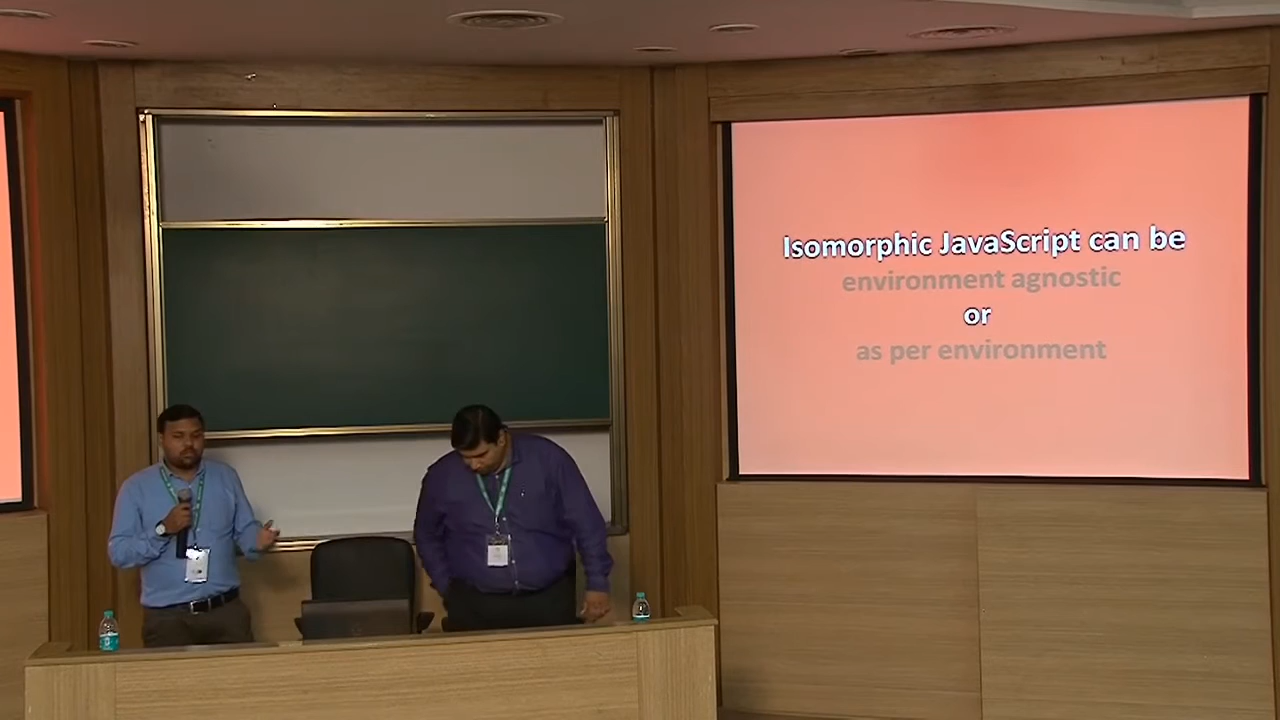 Isomorphic JavaScript can be
environment agnostic
or
as per environment